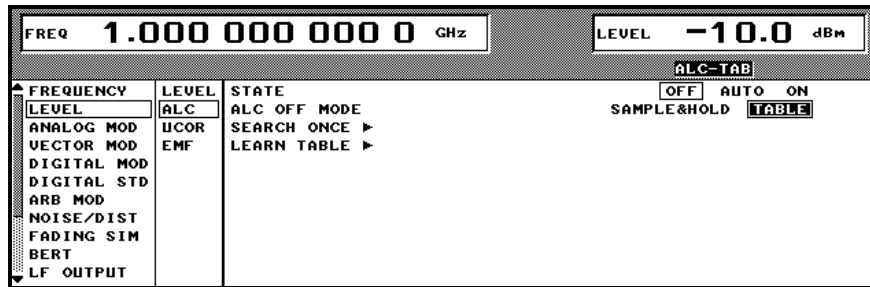 FREQ 1.000 000 000 0 GHz LEVEL -10.0 dBm
ALC-TAB
FREQUENCY LEVEL STATE OFF AUTO ON
LEVEL ALC ALC OFF MODE SAMPLE&HOLD TABLE
ANALOG MOD UCOR SEARCH ONCE ►
VECTOR MOD EMF LEARN TABLE ►
DIGITAL MOD
DIGITAL STD
ARB MOD
NOISE/DIST
FADING SIM
BERT
LF OUTPUT